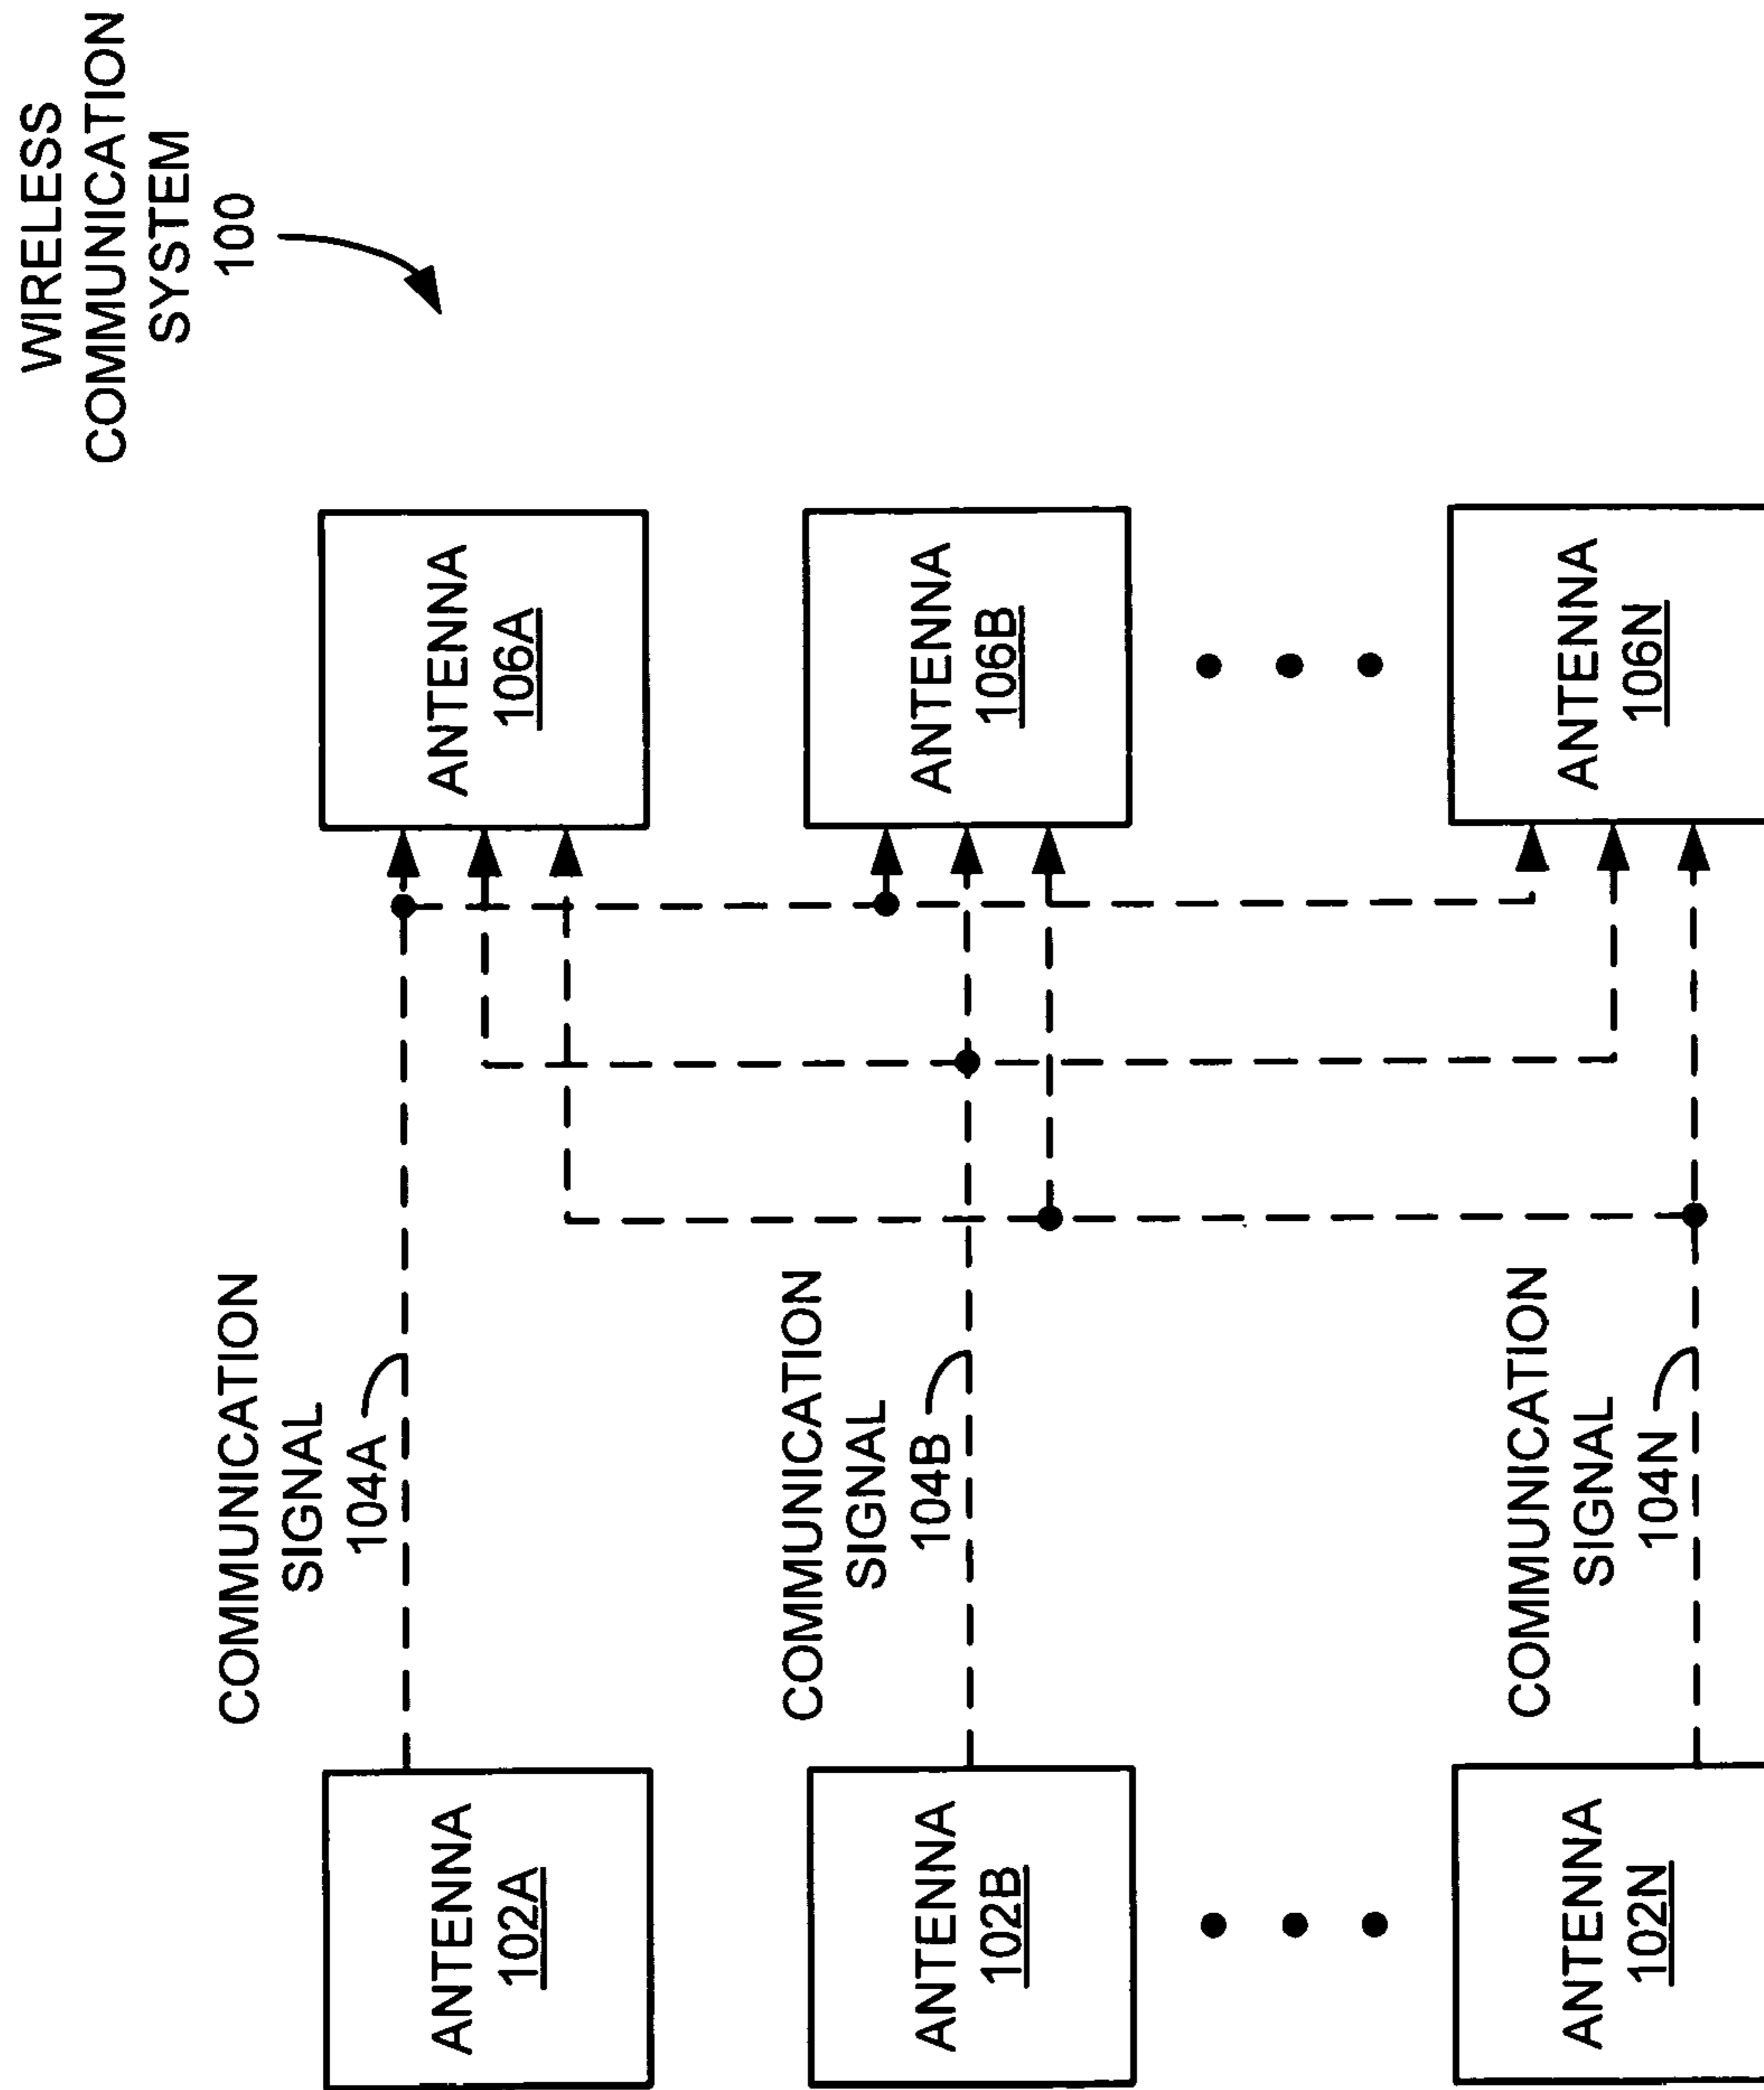 WIRELESS
COMMUNICATION
SYSTEM
100
COMMUNICATION
SIGNAL
104A
ANTENNA
102A
ANTENNA
106A
COMMUNICATION
SIGNAL
104B
ANTENNA
102B
ANTENNA
106B
COMMUNICATION
SIGNAL
104N
ANTENNA
102N
ANTENNA
106N